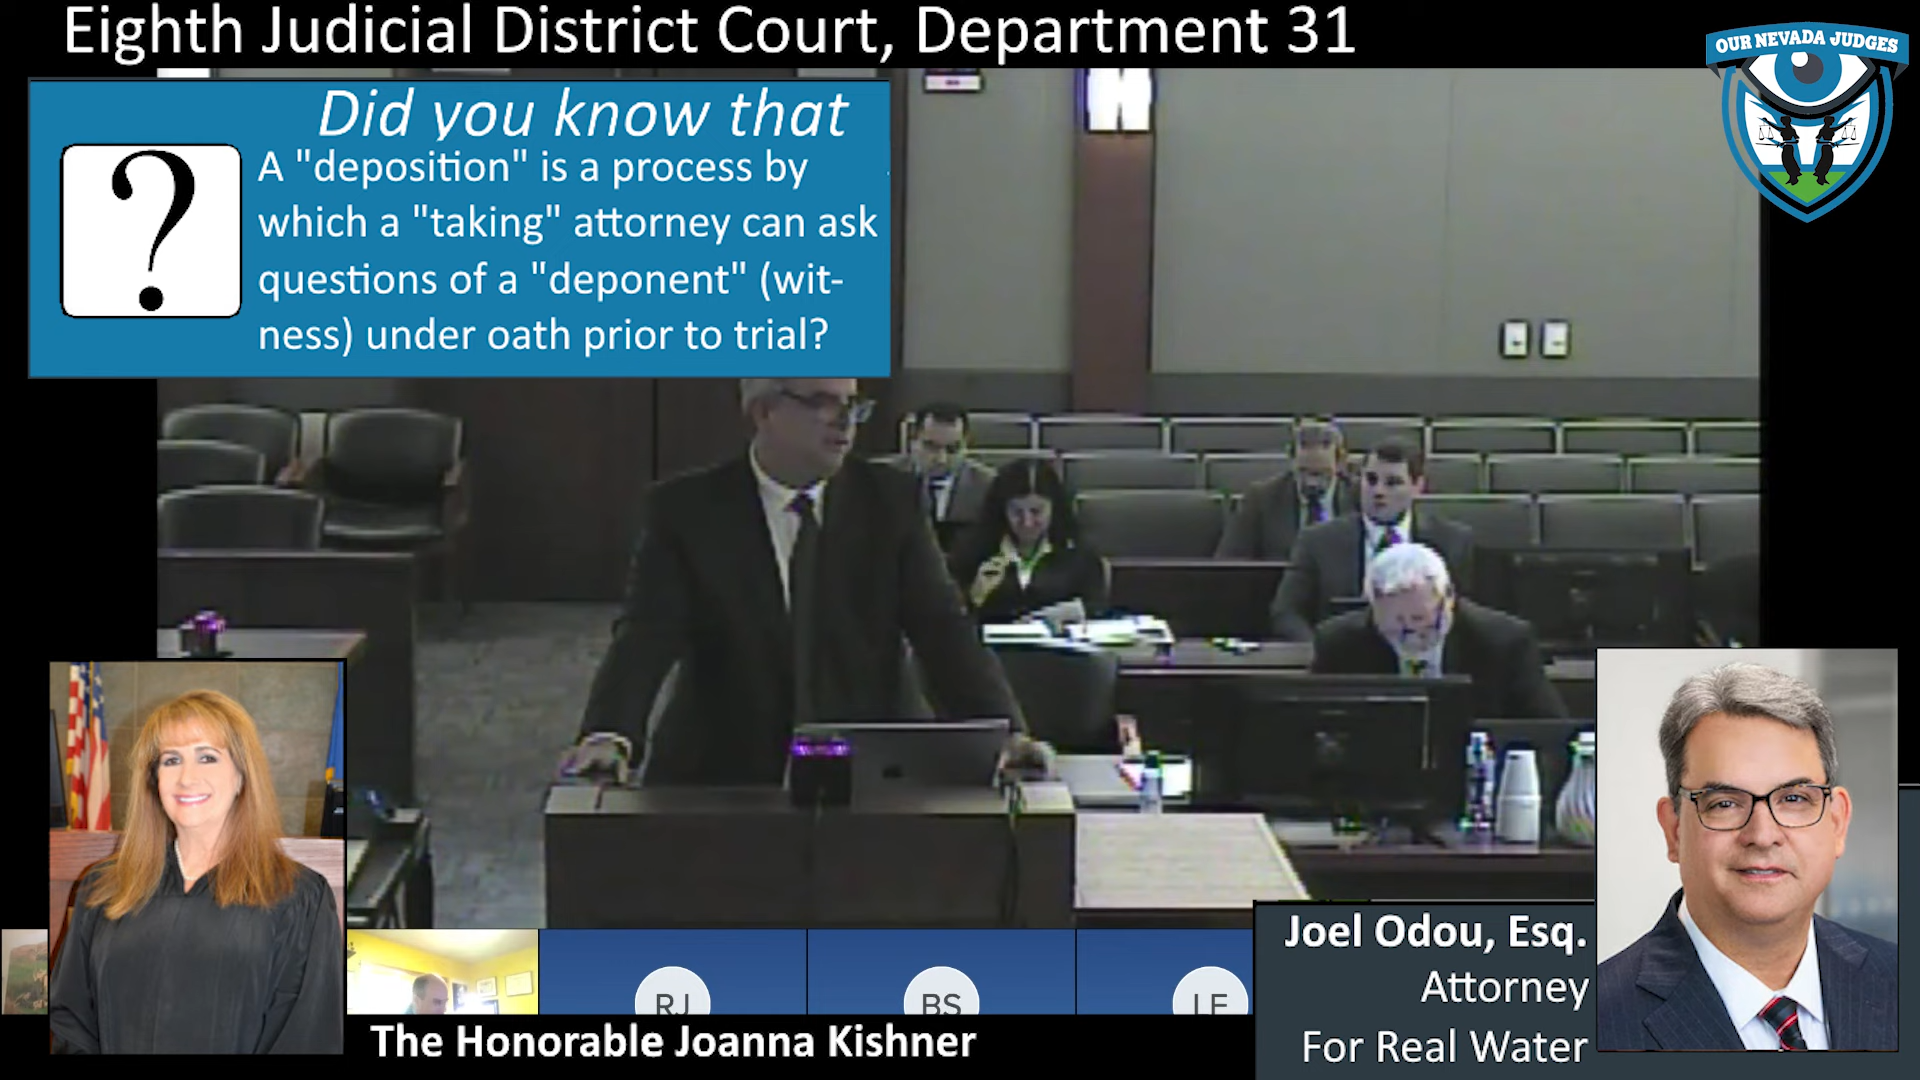 Eighth Judicial District Court, Department 31
OUR NEVADA JUDGES
Did you know that
?
A "deposition" is a process by
which a "taking" attorney can ask
questions of a "deponent" (wit-
ness) under oath prior to trial?
RJ
BS
LE
Joel Odou, Esq.
Attorney
For Real Water
The Honorable Joanna Kishner